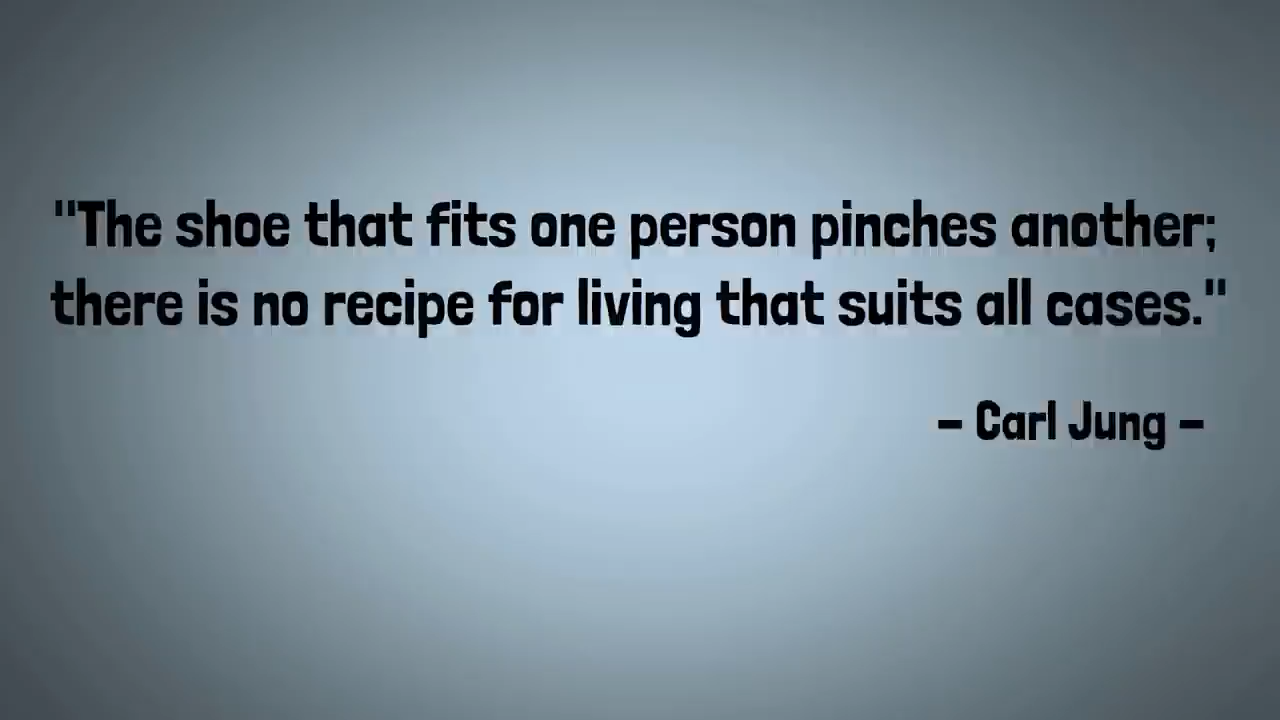 "The shoe that fits one person pinches another;
there is no recipe for living that suits all cases."
– Carl Jung –